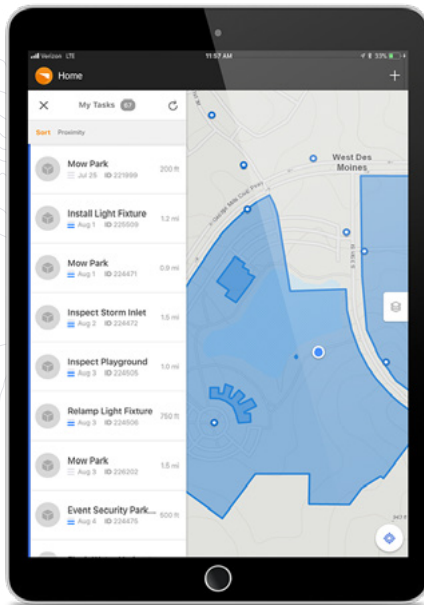 Verizon LTE 11:57 AM 33%
Home
My Tasks 67
Sort Proximity
Mow Park
Jul 25 ID 221999
200 ft
Install Light Fixture
Aug 1 ID 225509
1.2 mi
Mow Park
Aug 1 ID 224471
0.9 mi
Inspect Storm Inlet
Aug 2 ID 224472
1.5 mi
Inspect Playground
Aug 3 ID 224505
1.0 mi
Relamp Light Fixture
Aug 3 ID 224506
750 ft
Mow Park
Aug 3 ID 226202
1.5 mi
Event Security Park...
Aug 4 ID 224475
500 ft
West Des
Moines